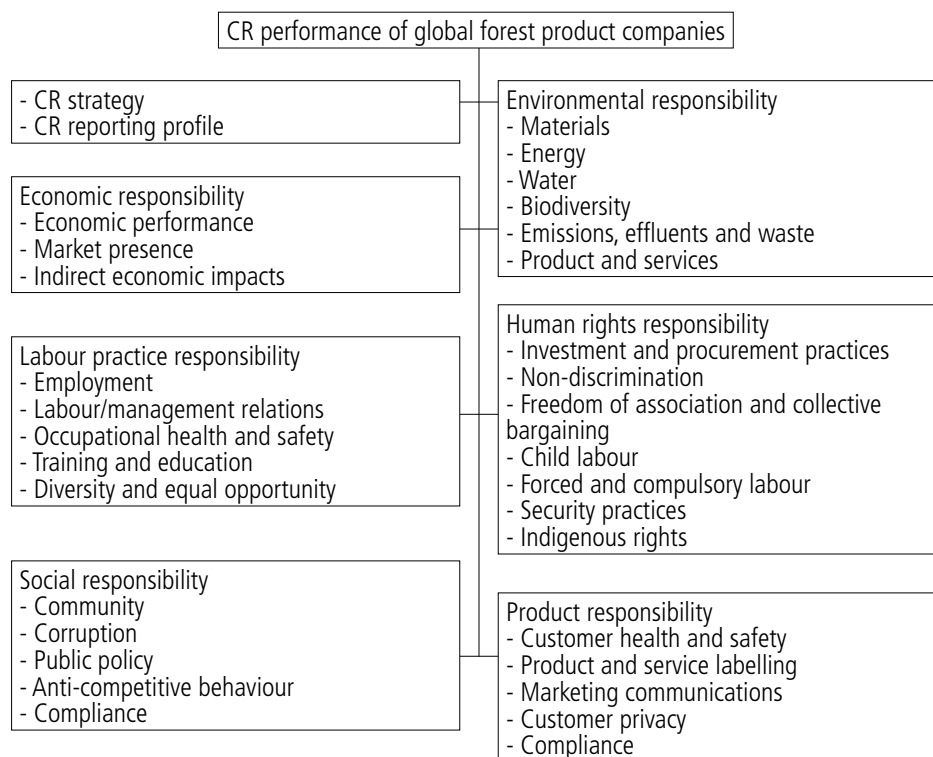 CR performance of global forest product companies
- CR strategy
- CR reporting profile
Economic responsibility
- Economic performance
- Market presence
- Indirect economic impacts
Labour practice responsibility
- Employment
- Labour/management relations
- Occupational health and safety
- Training and education
- Diversity and equal opportunity
Social responsibility
- Community
- Corruption
- Public policy
- Anti-competitive behaviour
- Compliance
Environmental responsibility
- Materials
- Energy
- Water
- Biodiversity
- Emissions, effluents and waste
- Product and services
Human rights responsibility
- Investment and procurement practices
- Non-discrimination
- Freedom of association and collective
bargaining
- Child labour
- Forced and compulsory labour
- Security practices
- Indigenous rights
Product responsibility
- Customer health and safety
- Product and service labelling
- Marketing communications
- Customer privacy
- Compliance